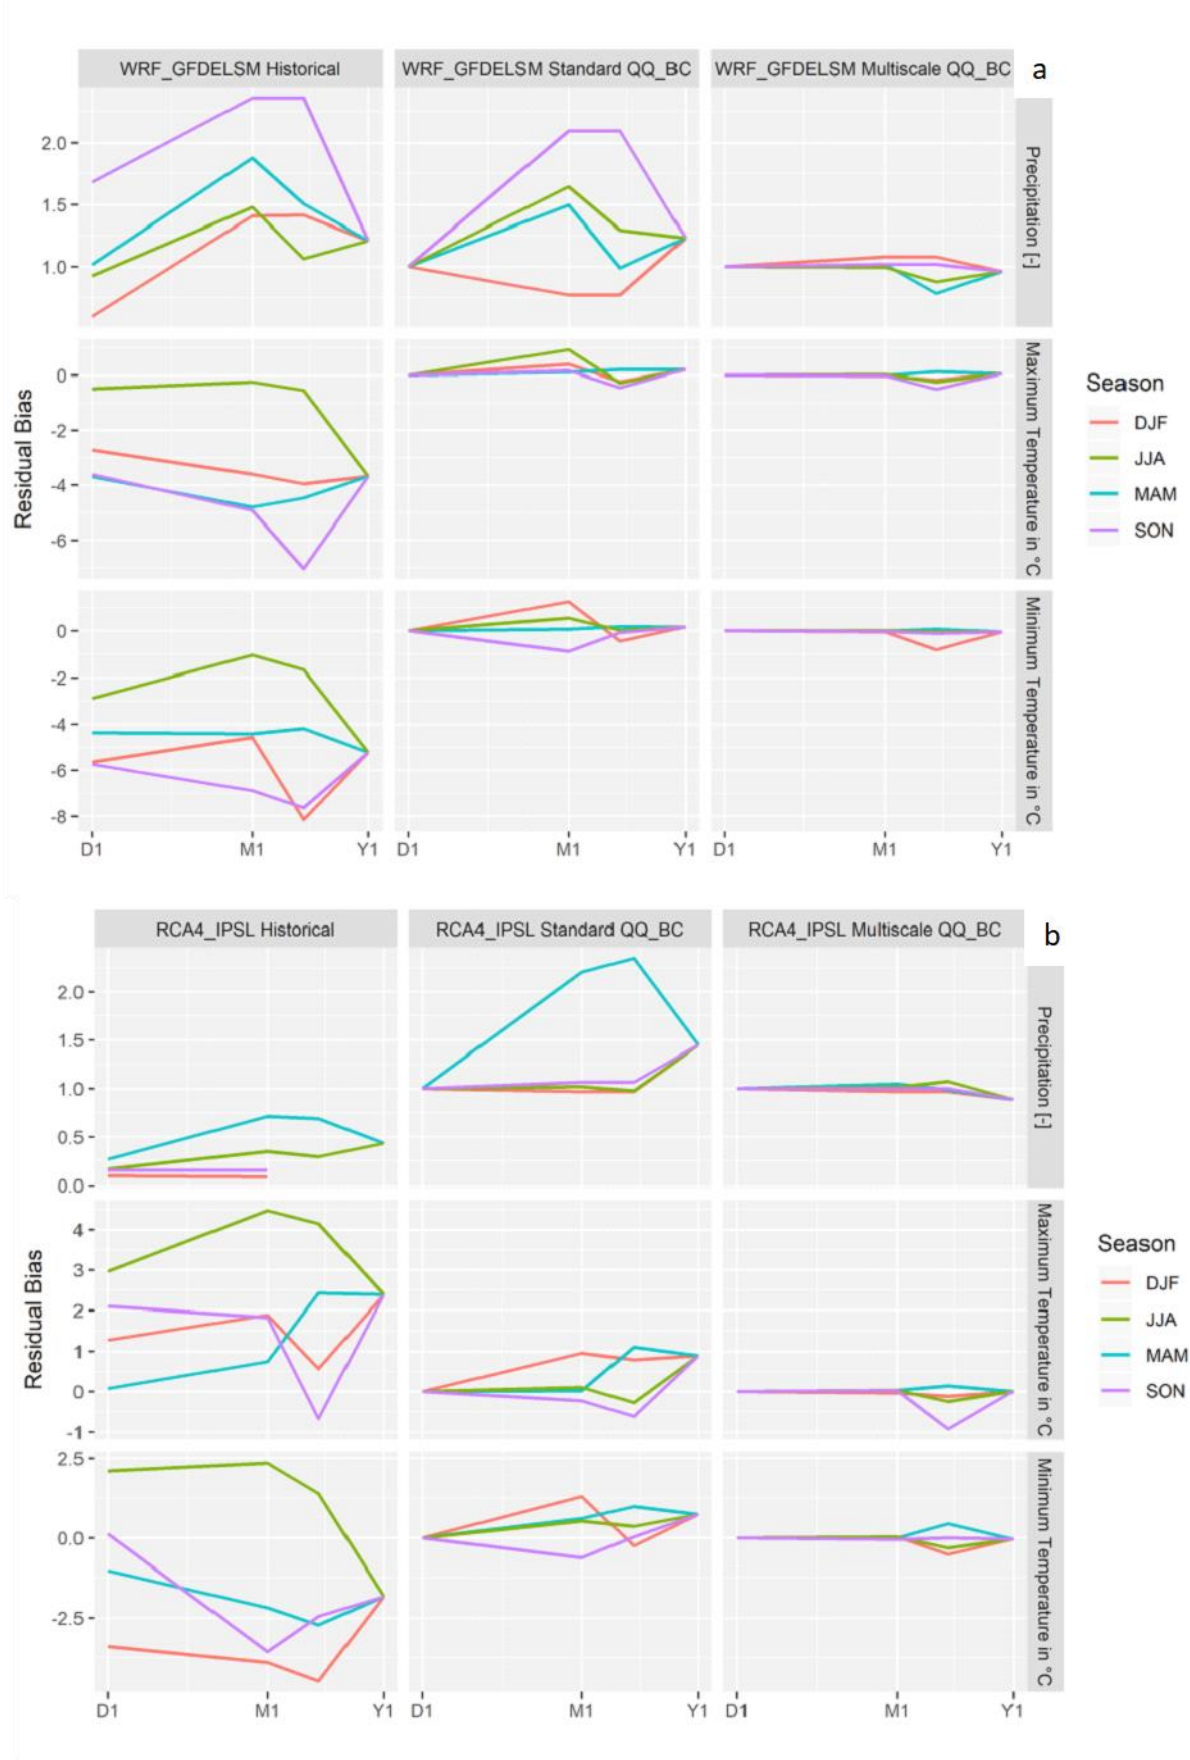 WRF_GFDELSM Historical
WRF_GFDELSM Standard QQ_BC
WRF_GFDELSM Multiscale QQ_BC
a
2.0
1.5
1.0
Precipitation [-]
0
-2
-4
-6
Maximum Temperature in °C
0
-2
-4
-6
-8
Minimum Temperature in °C
Residual Bias
D1 M1 Y1
D1 M1 Y1
D1 M1 Y1
Season
DJF
JJA
MAM
SON
RCA4_IPSL Historical
RCA4_IPSL Standard QQ_BC
RCA4_IPSL Multiscale QQ_BC
b
2.0
1.5
1.0
0.5
0.0
Precipitation [-]
4
3
2
1
0
-1
Maximum Temperature in °C
2.5
0.0
-2.5
Minimum Temperature in °C
Residual Bias
D1 M1 Y1
D1 M1 Y1
D1 M1 Y1
Season
DJF
JJA
MAM
SON